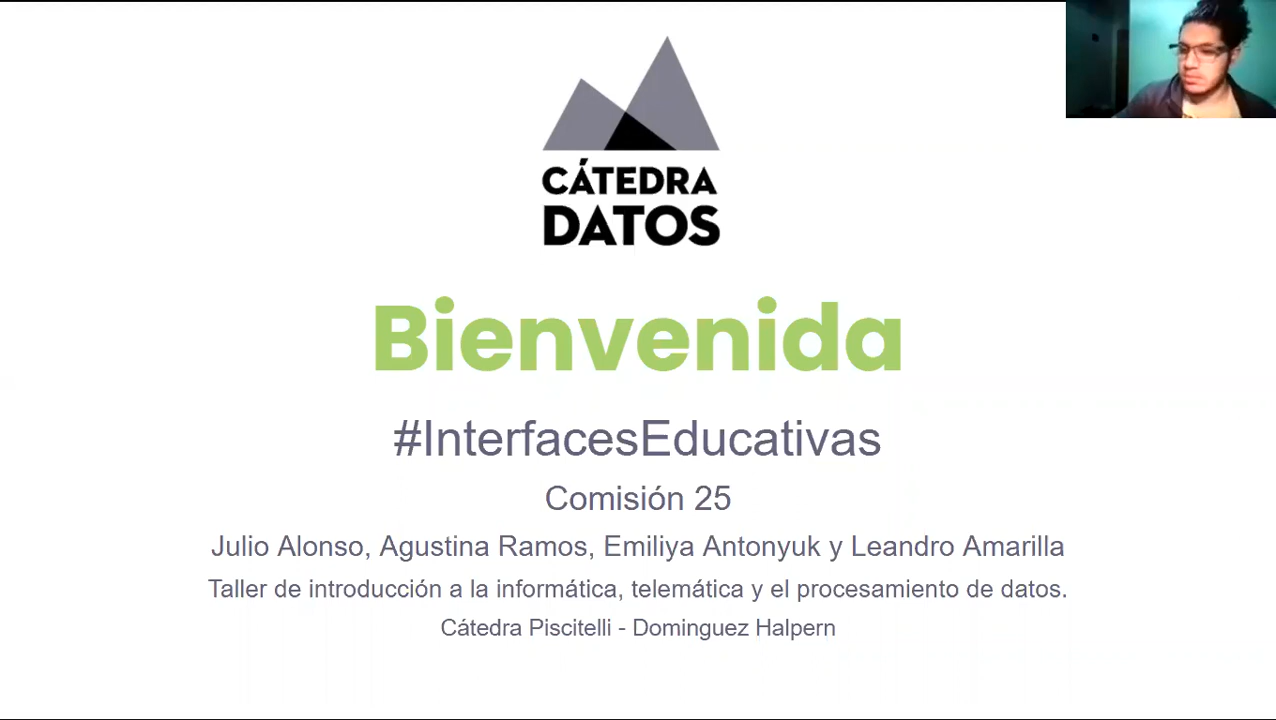 CÁTEDRA
DATOS
Bienvenida
#InterfacesEducativas
Comisión 25
Julio Alonso, Agustina Ramos, Emiliya Antonyuk y Leandro Amarilla
Taller de introducción a la informática, telemática y el procesamiento de datos.
Cátedra Piscitelli - Dominguez Halpern